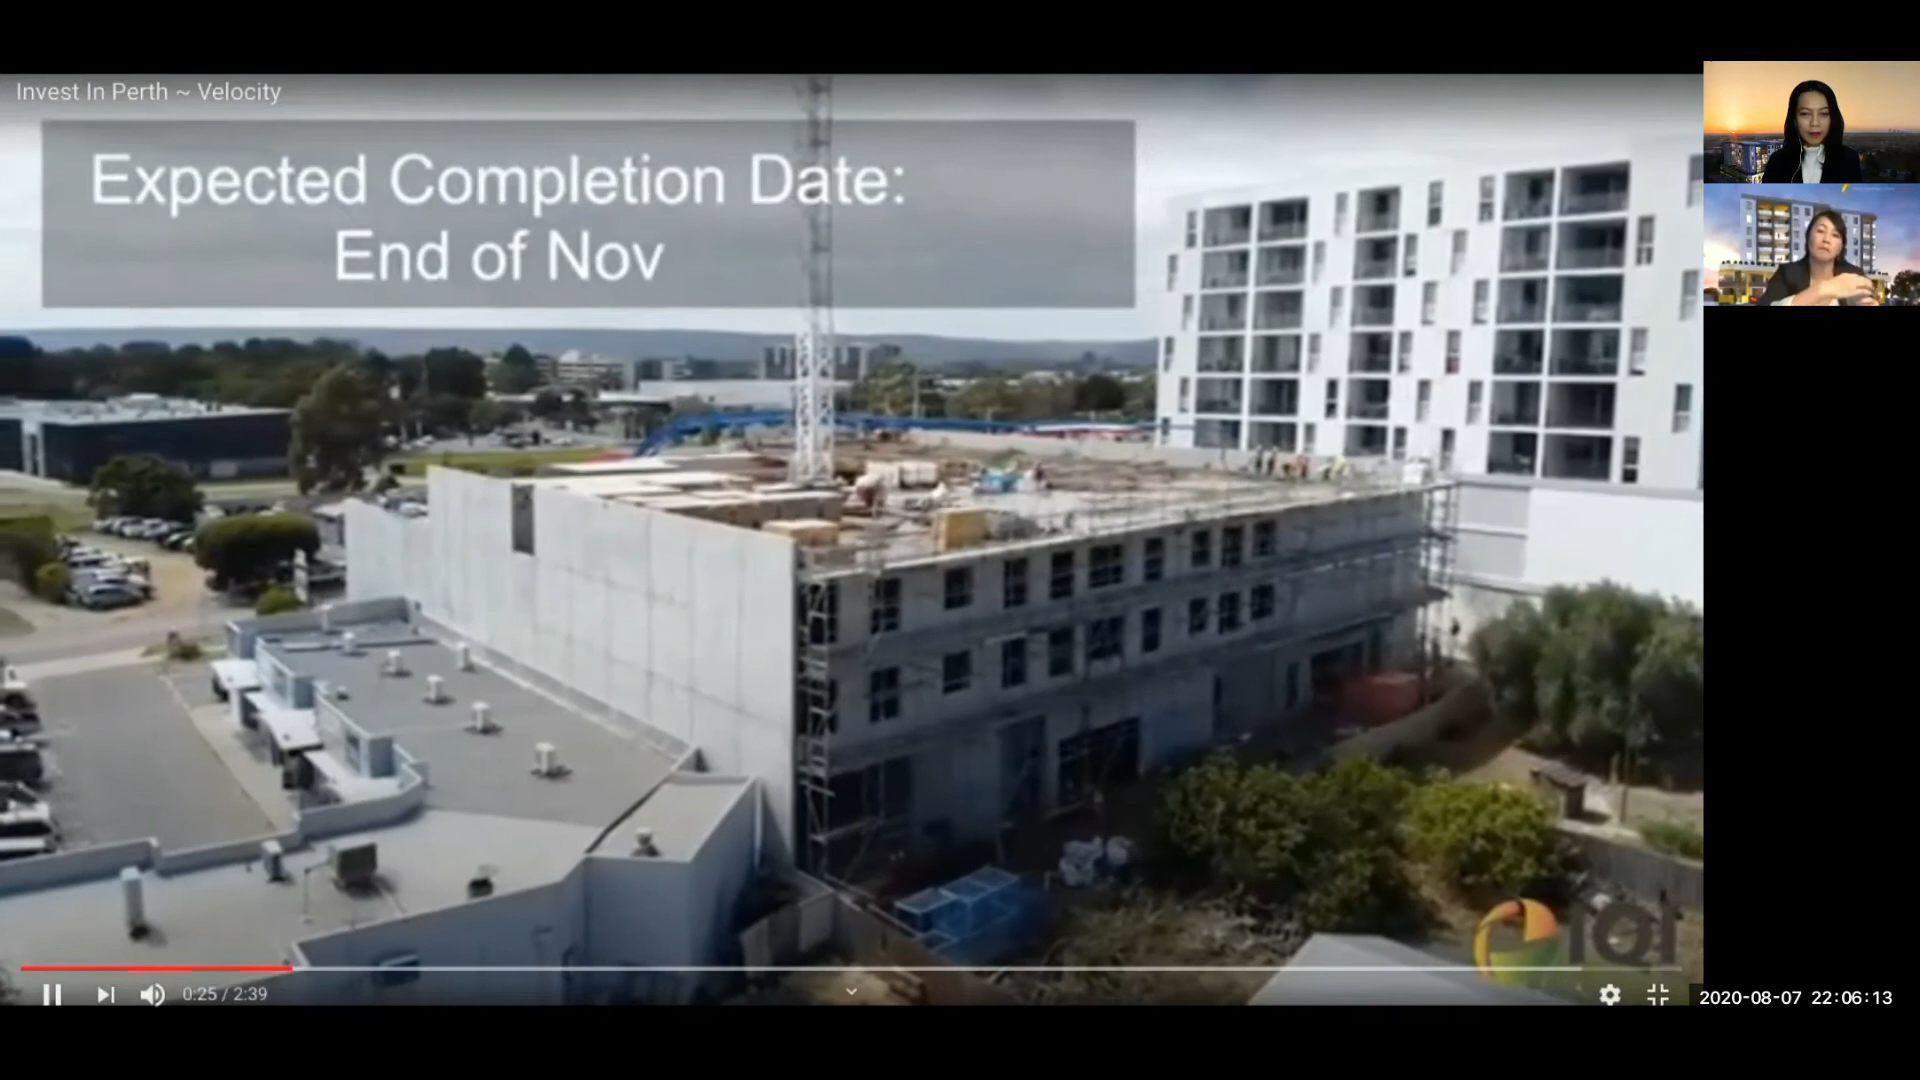 Invest In Perth ~ Velocity
Expected Completion Date:
End of Nov
IQI
0:25 / 2:39
2020-08-07 22:06:13